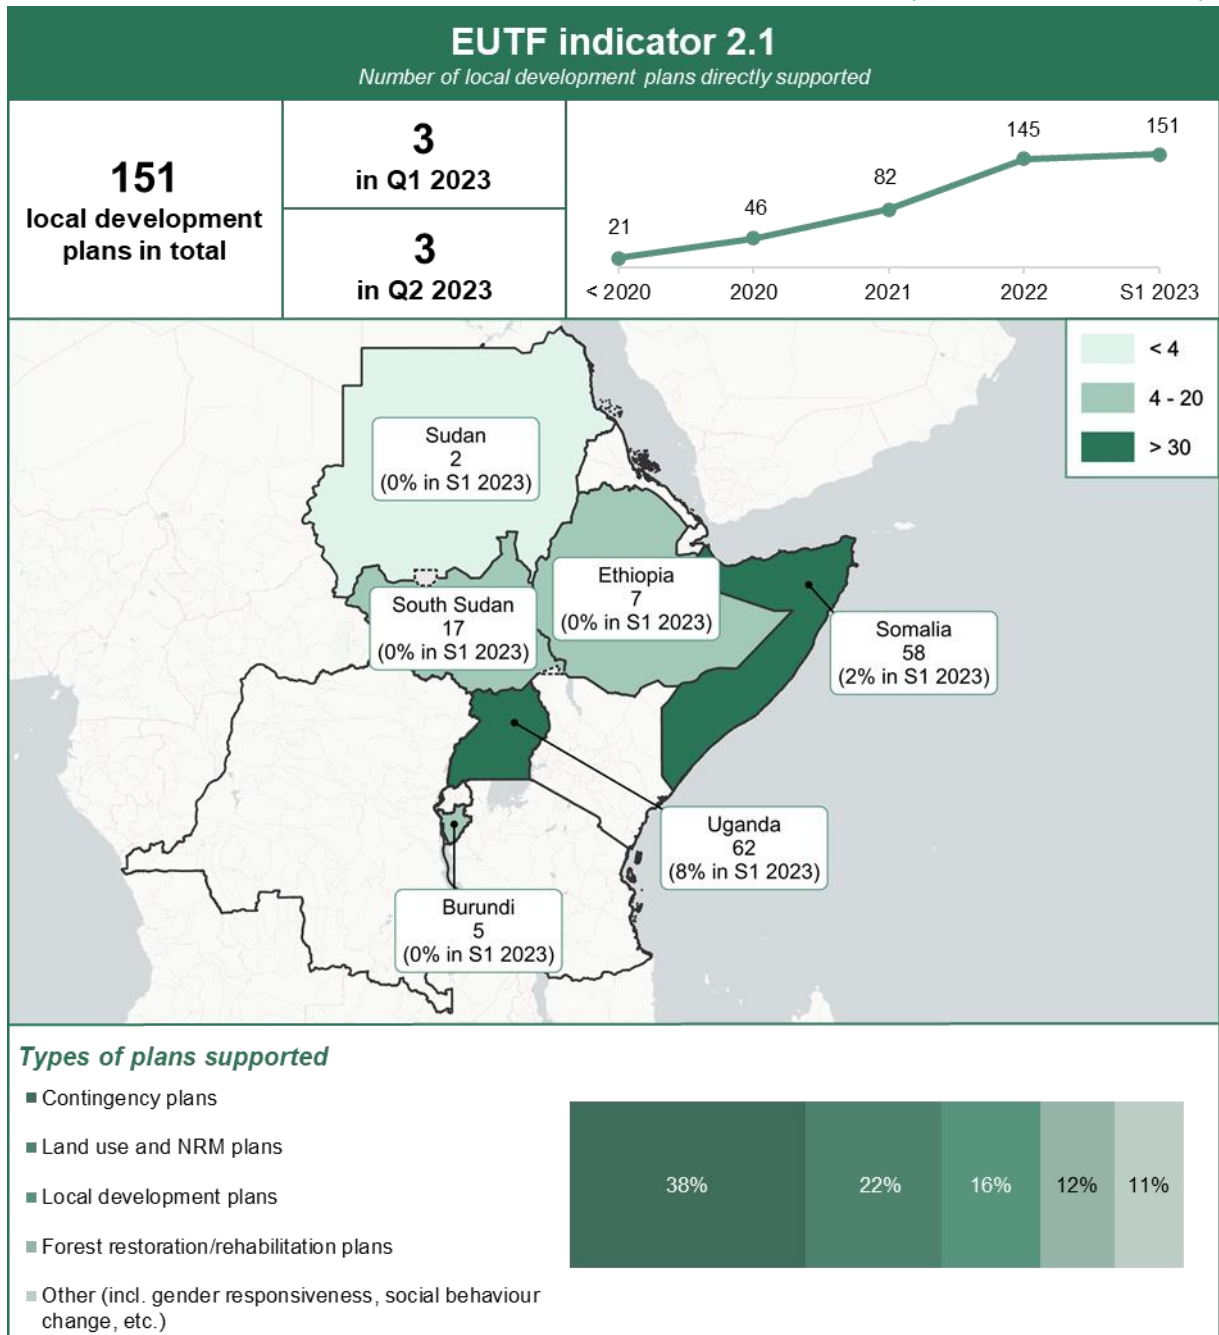 EUTF indicator 2.1
Number of local development plans directly supported
151
local development
plans in total
3
in Q1 2023
3
in Q2 2023
21
46
82
145
151
< 2020
2020
2021
2022
S1 2023
< 4
4 - 20
> 30
Sudan
2
(0% in S1 2023)
Ethiopia
7
(0% in S1 2023)
South Sudan
17
(0% in S1 2023)
Somalia
58
(2% in S1 2023)
Uganda
62
(8% in S1 2023)
Burundi
5
(0% in S1 2023)
Types of plans supported
Contingency plans
Land use and NRM plans
Local development plans
Forest restoration/rehabilitation plans
Other (incl. gender responsiveness, social behaviour
change, etc.)
38%
22%
16%
12%
11%